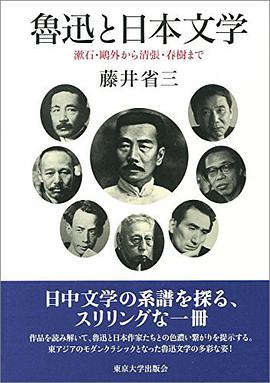 魯迅と日本文学
漱石・鷗外から清張・春樹まで
藤井省三
日中文学の系譜を探る、
スリリングな一冊
作品を読み解いて、魯迅と日本作家たちとの色濃い繋がりを提示する。
東アジアのモダンクラシックとなった魯迅文学の多彩な姿!
東京大学出版会